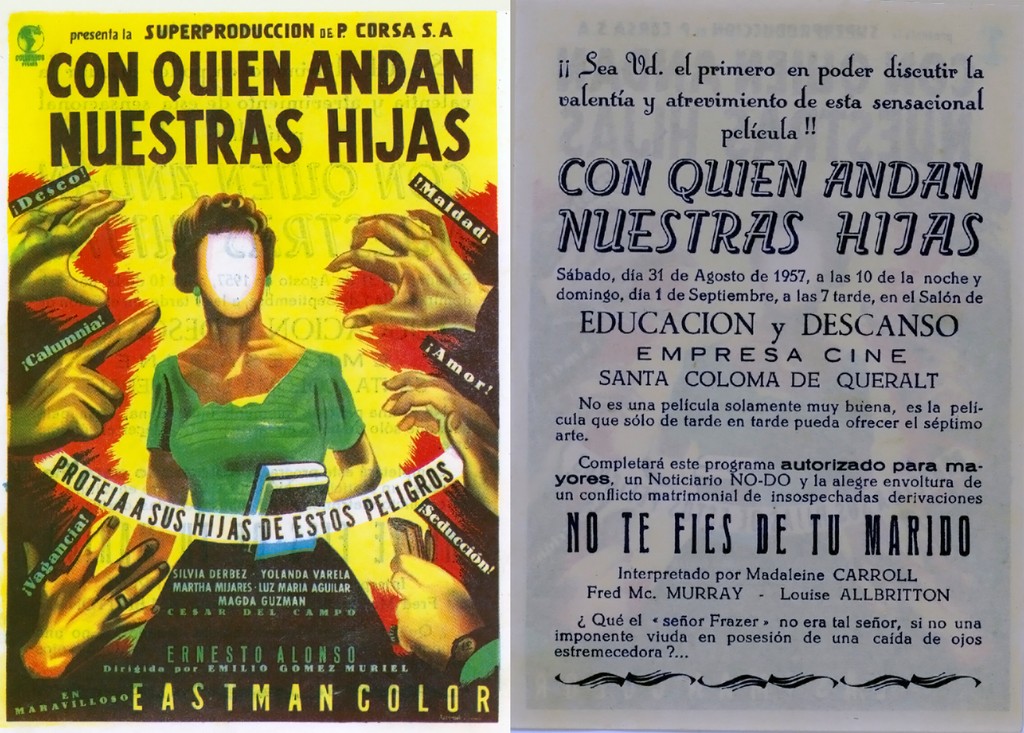 presenta la SUPERPRODUCCION DE P. CORSA S.A
CON QUIEN ANDAN
NUESTRAS HIJAS
¡Deseo!
¡Maldad!
¡Calumnia!
¡Amor!
PROTEJA A SUS HIJAS DE ESTOS PELIGROS
¡Vagancia!
¡Seducción!
SILVIA DERBEZ - YOLANDA VARELA
MARTHA MIJARES - LUZ MARIA AGUILAR
MAGDA GUZMAN
CESAR DEL CAMPO
ERNESTO ALONSO
Dirigida por EMILIO GOMEZ MURIEL
EN MARAVILLOSO EASTMANCOLOR
¡¡ Sea Vd. el primero en poder discutir la
valentía y atrevimiento de esta sensacional
película !!
CON QUIEN ANDAN
NUESTRAS HIJAS
Sábado, día 31 de Agosto de 1957, a las 10 de la noche y
domingo, día 1 de Septiembre, a las 7 tarde, en el Salón de
EDUCACION y DESCANSO
EMPRESA CINE
SANTA COLOMA DE QUERALT
No es una película solamente muy buena, es la pelí-
cula que sólo de tarde en tarde pueda ofrecer el séptimo
arte.
Completará este programa autorizado para ma-
yores, un Noticiario NO-DO y la alegre envoltura de
un conflicto matrimonial de insospechadas derivaciones
NO TE FIES DE TU MARIDO
Interpretado por Madaleine CARROLL
Fred Mc. MURRAY - Louise ALLBRITTON
¿ Qué el « señor Frazer » no era tal señor, si no una
imponente viuda en posesión de una caída de ojos
estremecedora ?...